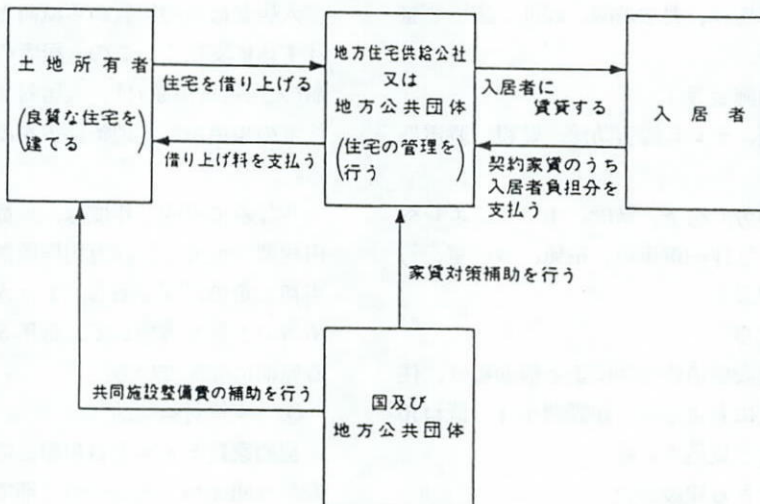 土地所有者
(良質な住宅を
建てる)
住宅を借り上げる
借り上げ料を支払う
地方住宅供給公社
又は
地方公共団体
(住宅の管理を
行う)
入居者に
賃貸する
契約家賃のうち
入居者負担分を
支払う
入居者
家賃対策補助を行う
共同施設整備費の補助を行う
国及び
地方公共団体